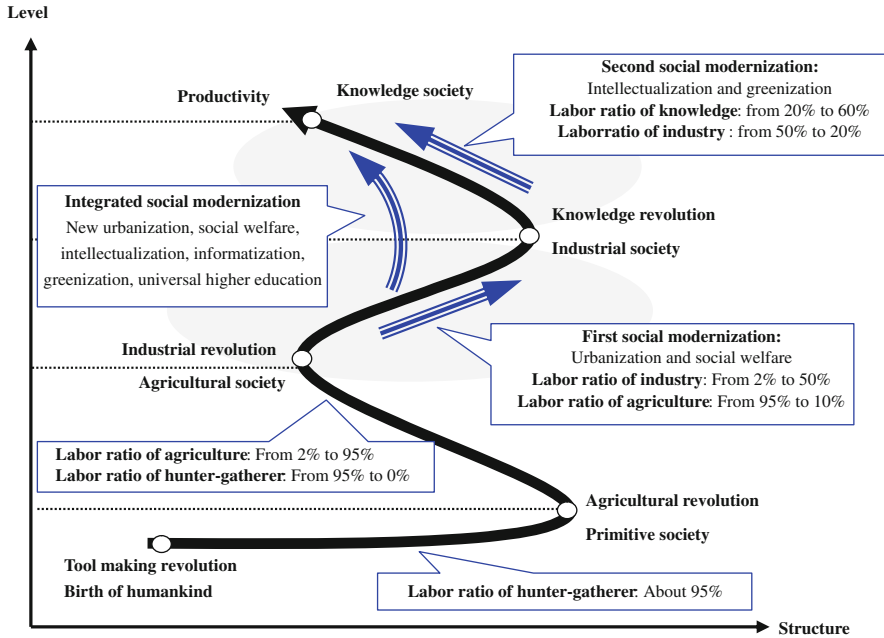 Level
Second social modernization:
Intellectualization and greenization
Labor ratio of knowledge: from 20% to 60%
Laborratio of industry : from 50% to 20%
Knowledge society
Productivity
Integrated social modernization
New urbanization, social welfare,
intellectualization, informatization,
greenization, universal higher education
Knowledge revolution
Industrial society
Industrial revolution
Agricultural society
First social modernization:
Urbanization and social welfare
Labor ratio of industry: From 2% to 50%
Labor ratio of agriculture: From 95% to 10%
Labor ratio of agriculture: From 2% to 95%
Labor ratio of hunter-gatherer: From 95% to 0%
Agricultural revolution
Primitive society
Tool making revolution
Birth of humankind
Labor ratio of hunter-gatherer: About 95%
Structure